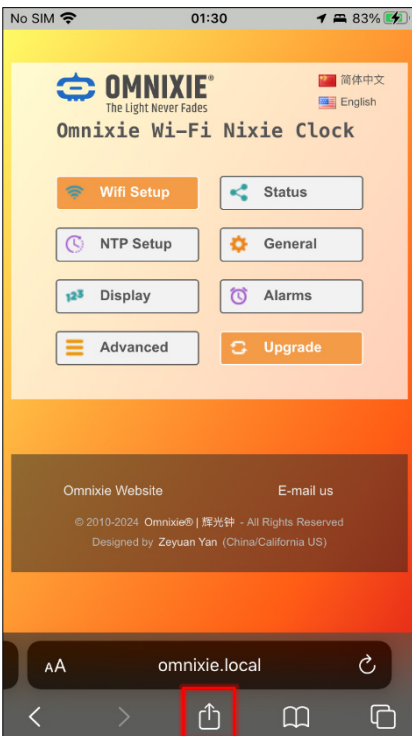 No SIM 01:30 83%
OMNIXIE®
The Light Never Fades
简体中文
English
Omnixie Wi-Fi Nixie Clock
Wifi Setup
Status
NTP Setup
General
123 Display
Alarms
Advanced
Upgrade
Omnixie Website
E-mail us
© 2010-2024 Omnixie® | 辉光钟 - All Rights Reserved
Designed by Zeyuan Yan (China/California US)
AA omnixie.local